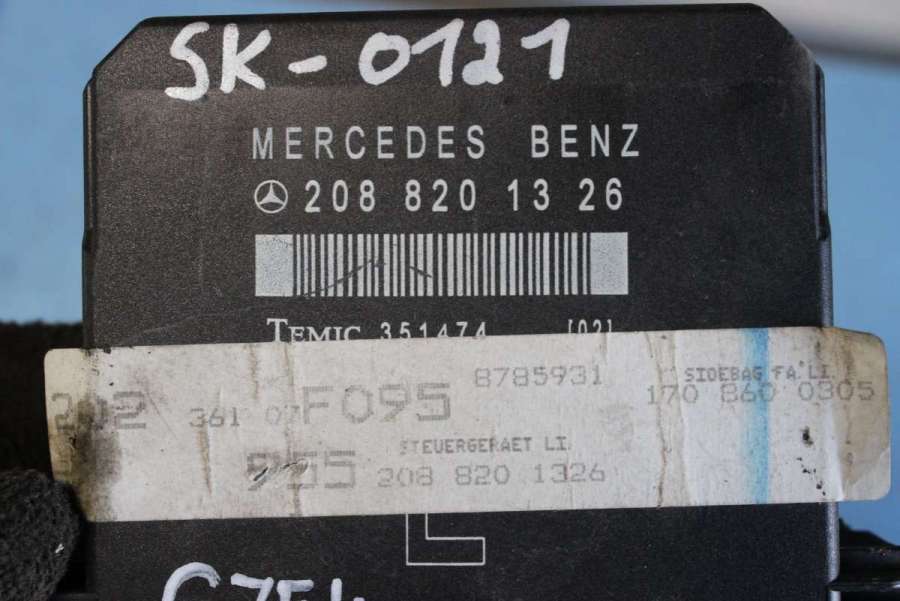 SK-0121
MERCEDES BENZ
208 820 13 26
TEMIC 351474 [02]
8785931 SIDEBAG FA'LI.
202 361 07 F095 170 860 0305
STEUERGERAET LI.
955 208 820 1326
L